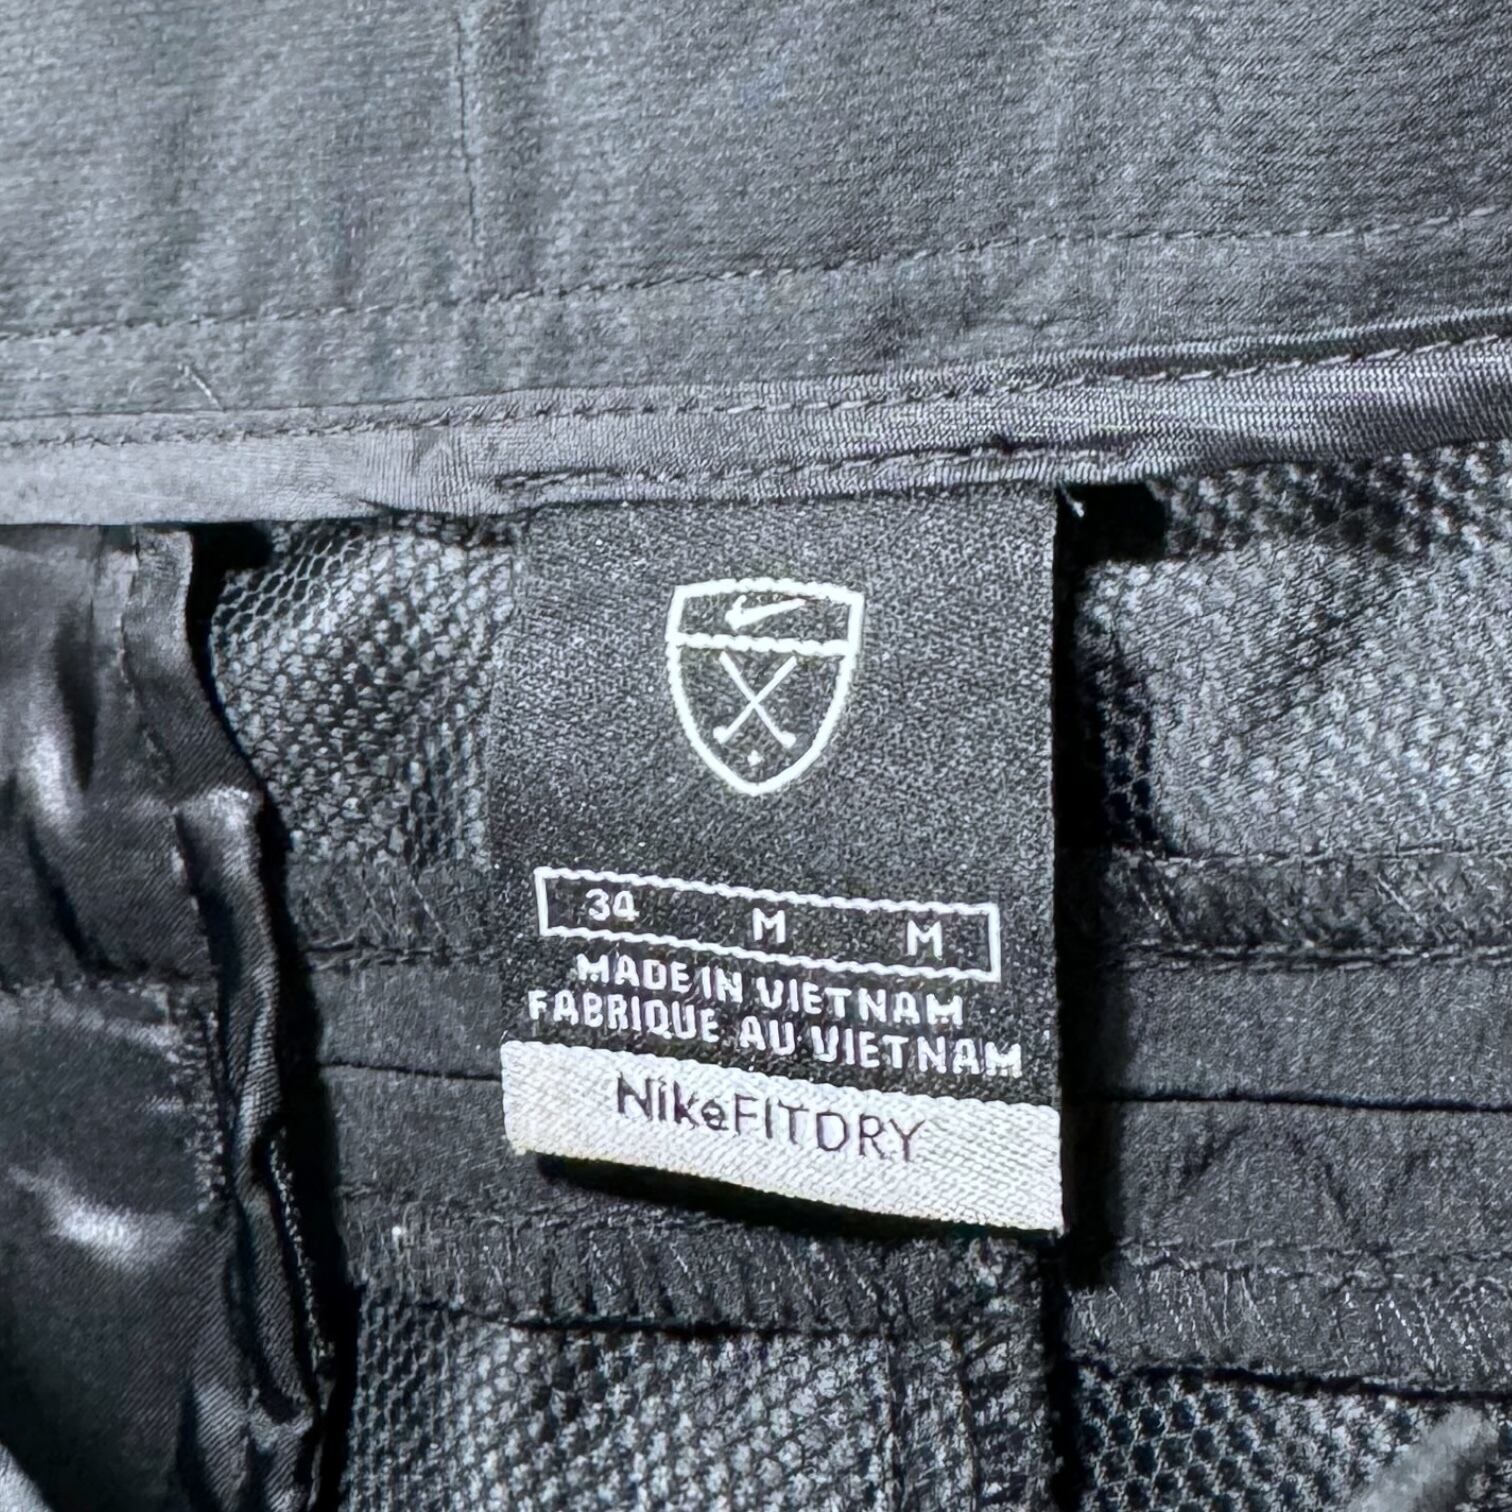 34 M M
MADE IN VIETNAM
FABRIQUE AU VIETNAM
NikeFITDRY